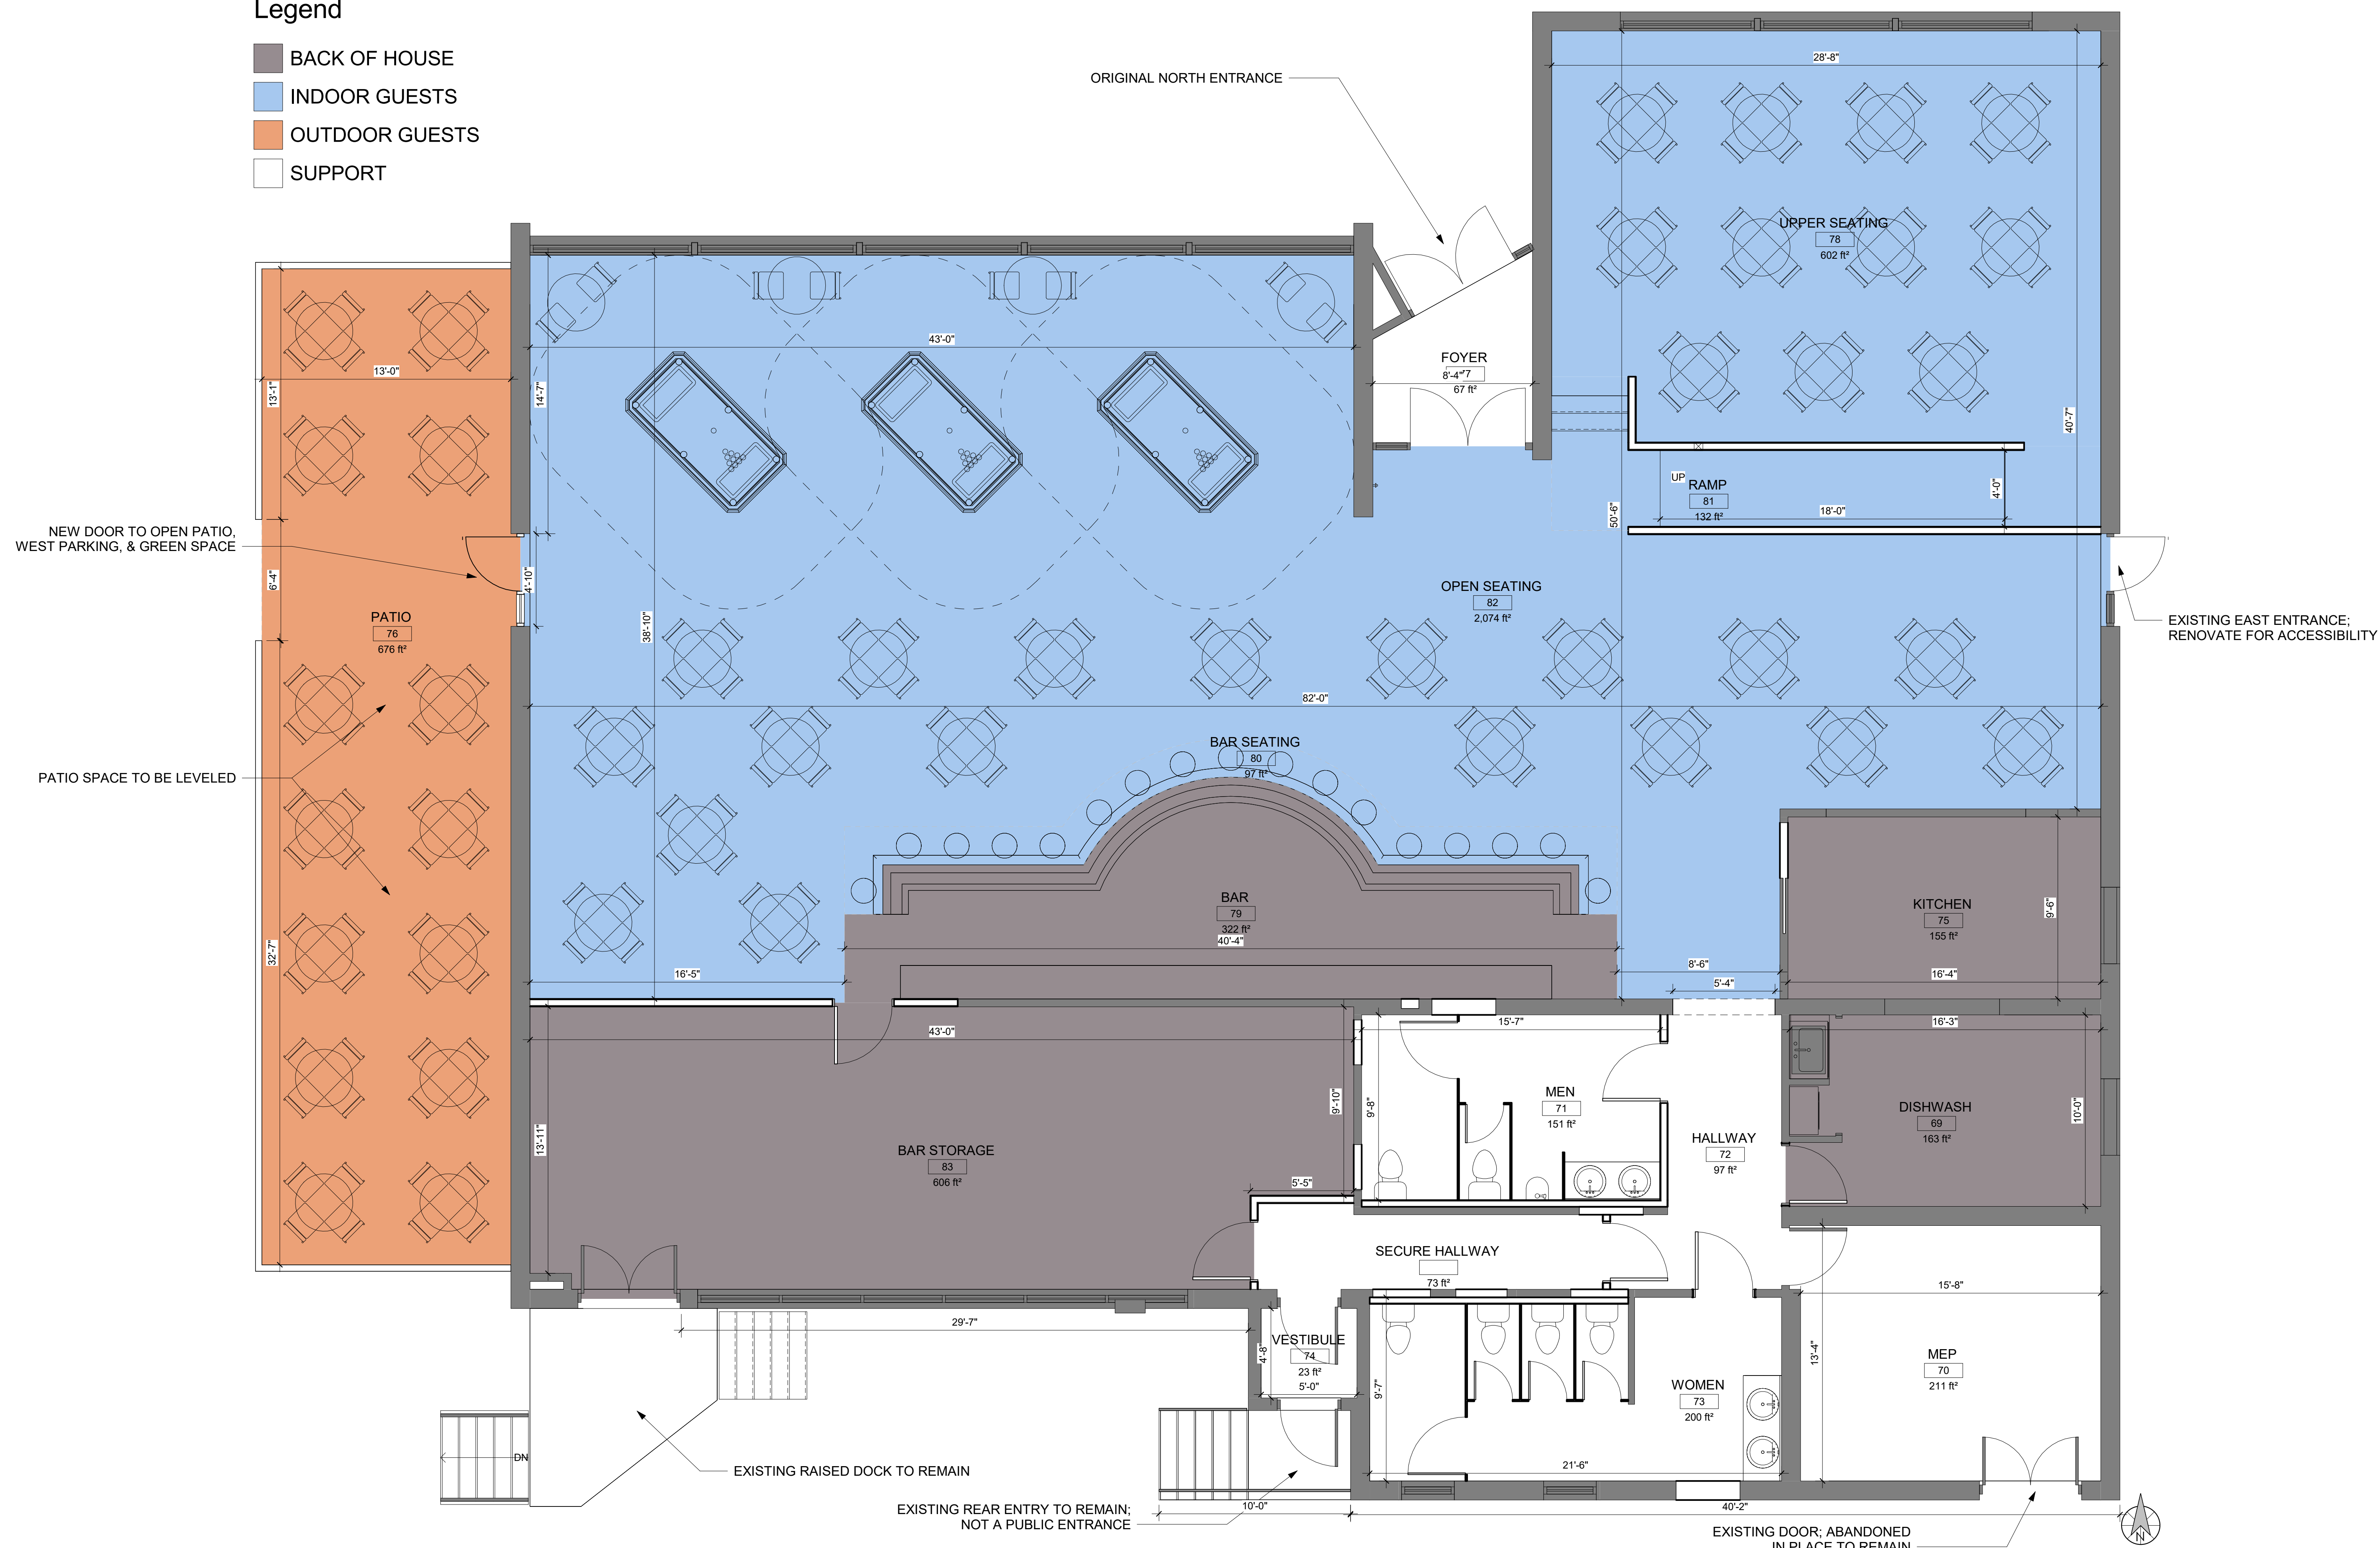 Legend
BACK OF HOUSE
INDOOR GUESTS
OUTDOOR GUESTS
SUPPORT
ORIGINAL NORTH ENTRANCE
28'-8"
UPPER SEATING
78
602 ft²
43'-0"
13'-0"
13'-1"
14'-7"
FOYER
8'-4"
67 ft²
40'-7"
UP
RAMP
81
132 ft²
18'-0"
4'-0"
50'-6"
NEW DOOR TO OPEN PATIO,
WEST PARKING, & GREEN SPACE
6'-4"
4'-10"
38'-10"
PATIO
76
676 ft²
OPEN SEATING
82
2,074 ft²
EXISTING EAST ENTRANCE;
RENOVATE FOR ACCESSIBILITY
82'-0"
BAR SEATING
80
97 ft²
PATIO SPACE TO BE LEVELED
BAR
79
322 ft²
40'-4"
KITCHEN
75
155 ft²
9'-6"
32'-7"
16'-5"
8'-6"
5'-4"
16'-4"
43'-0"
15'-7"
16'-3"
9'-10"
9'-8"
MEN
71
151 ft²
DISHWASH
69
163 ft²
10'-0"
13'-11"
BAR STORAGE
83
606 ft²
HALLWAY
72
97 ft²
5'-5"
SECURE HALLWAY
73 ft²
15'-8"
29'-7"
VESTIBULE
74
23 ft²
5'-0"
4'-8"
9'-7"
13'-4"
MEP
70
211 ft²
WOMEN
73
200 ft²
21'-6"
DN
EXISTING RAISED DOCK TO REMAIN
EXISTING REAR ENTRY TO REMAIN;
NOT A PUBLIC ENTRANCE
10'-0"
40'-2"
EXISTING DOOR; ABANDONED
IN PLACE TO REMAIN
N